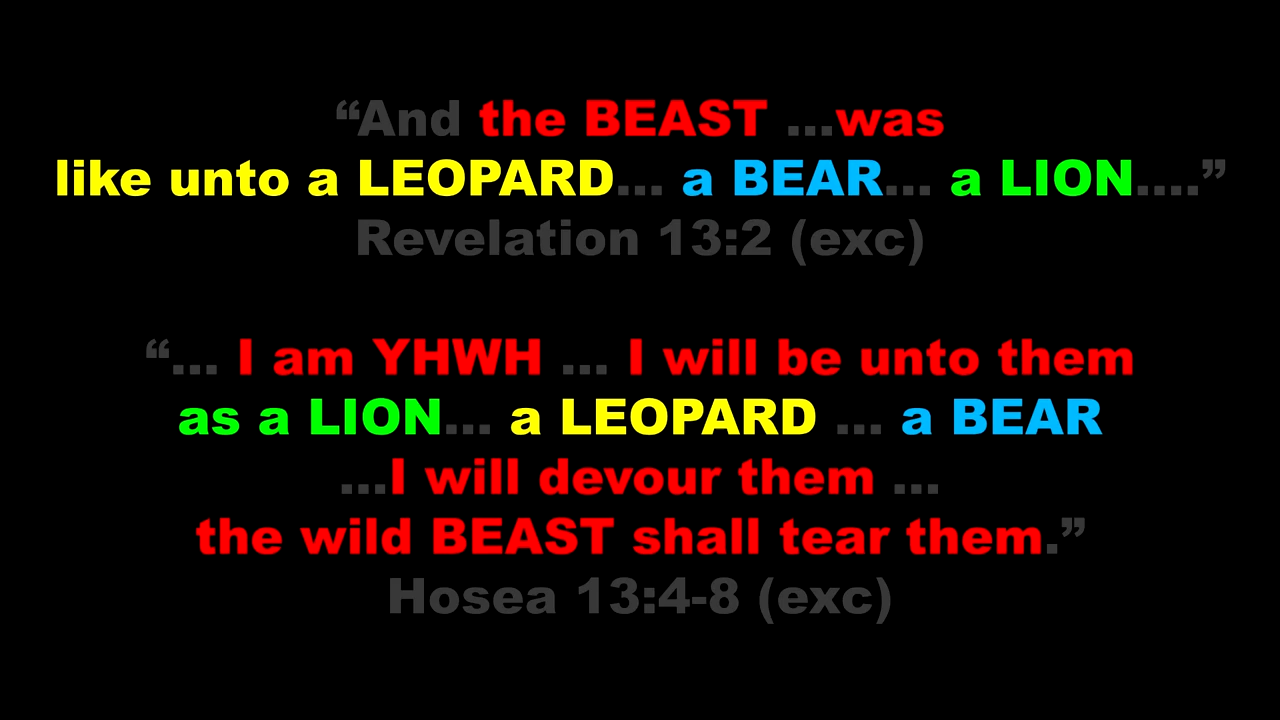 “And the BEAST ...was
like unto a LEOPARD... a BEAR... a LION....”
Revelation 13:2 (exc)
“... I am YHWH ... I will be unto them
as a LION... a LEOPARD ... a BEAR
...I will devour them ...
the wild BEAST shall tear them.”
Hosea 13:4-8 (exc)